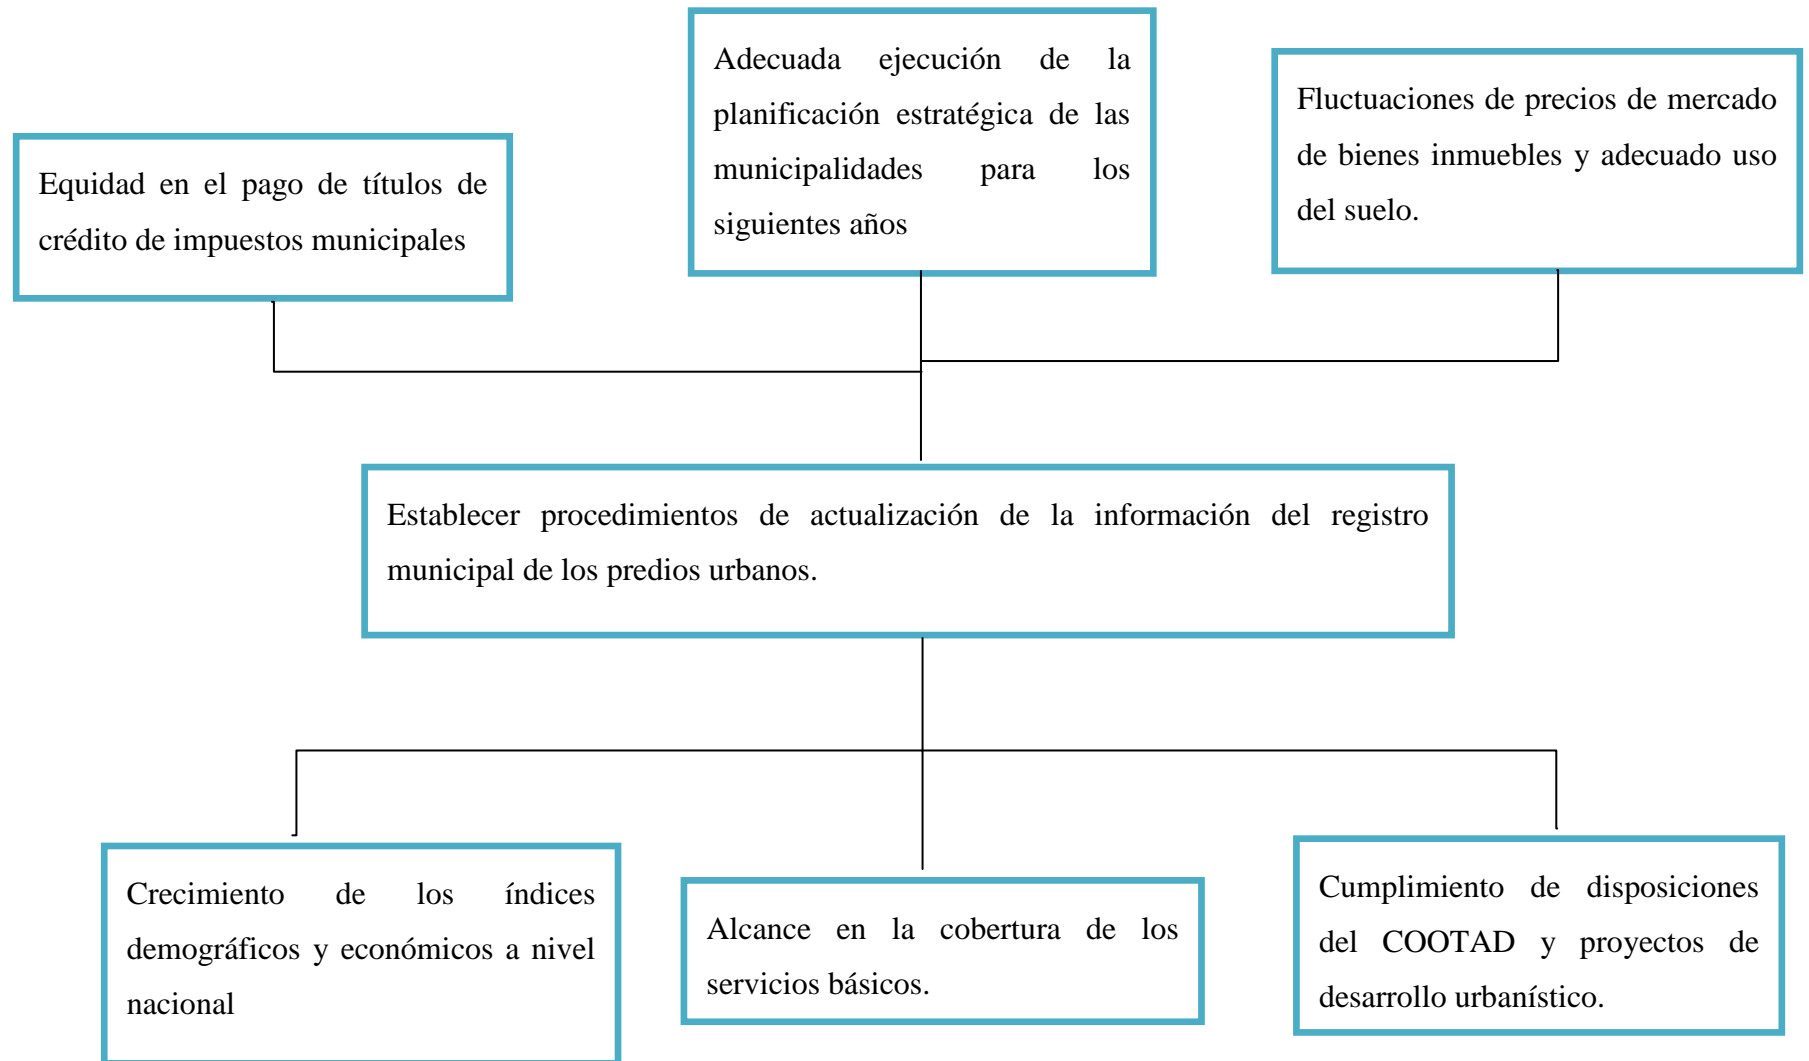 Equidad en el pago de títulos de
crédito de impuestos municipales
Adecuada ejecución de la
planificación estratégica de las
municipalidades para los
siguientes años
Fluctuaciones de precios de mercado
de bienes inmuebles y adecuado uso
del suelo.
Establecer procedimientos de actualización de la información del registro
municipal de los predios urbanos.
Crecimiento de los índices
demográficos y económicos a nivel
nacional
Alcance en la cobertura de los
servicios básicos.
Cumplimiento de disposiciones
del COOTAD y proyectos de
desarrollo urbanístico.